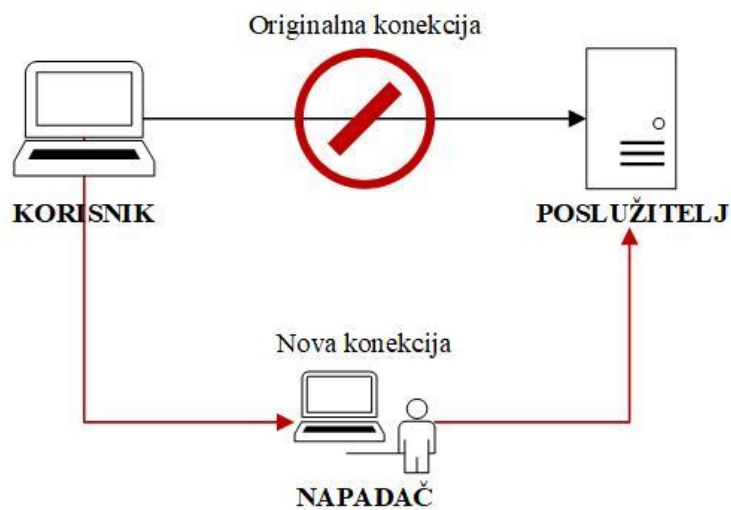 Originalna konekcija
KORISNIK
POSLUŽITELJ
Nova konekcija
NAPADAČ